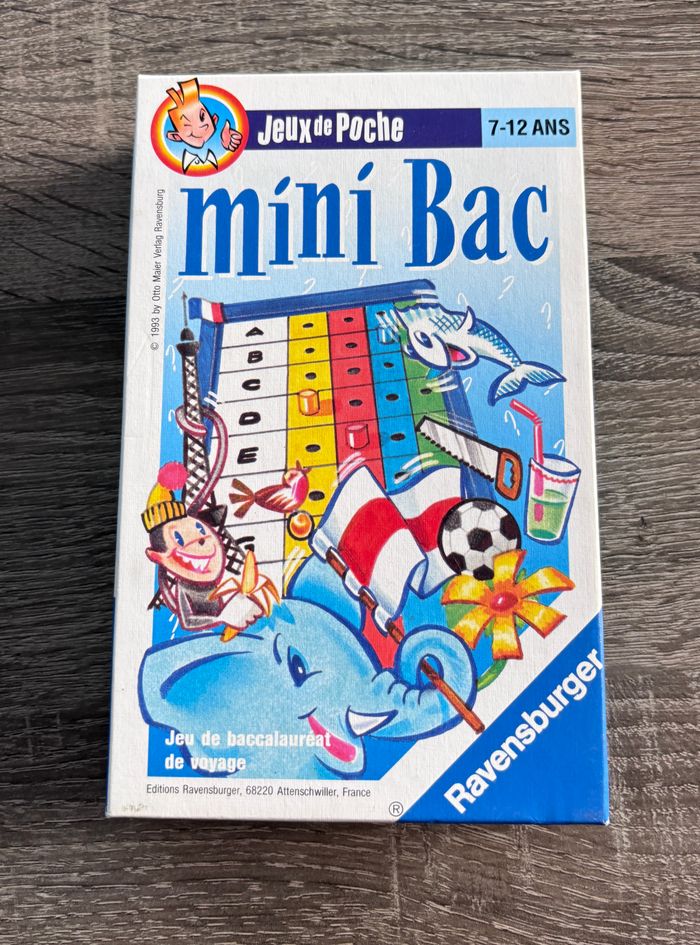 Jeux de Poche
7-12 ANS
mini Bac
© 1993 by Otto Maier Verlag Ravensburg
A
B
C
D
E
Jeu de baccalauréat
de voyage
Editions Ravensburger, 68220 Attenschwiller, France
®
Ravensburger